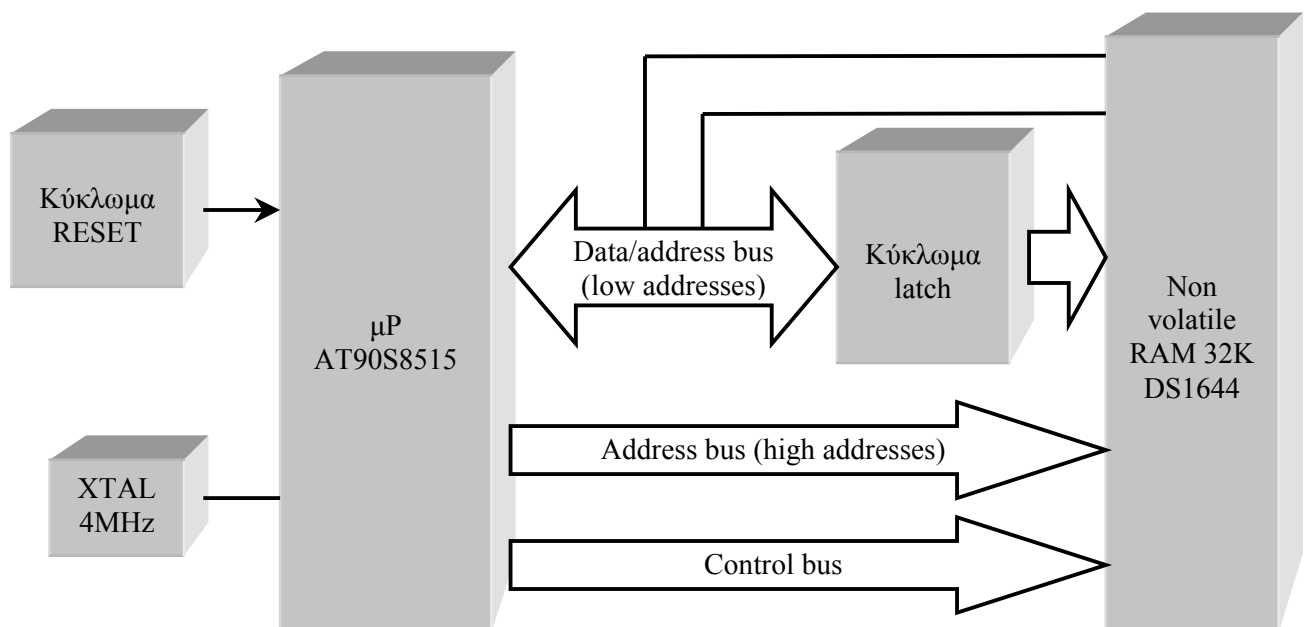 Κύκλωμα
RESET
XTAL
4MHz
μP
AT90S8515
Data/address bus
(low addresses)
Κύκλωμα
latch
Address bus (high addresses)
Control bus
Non
volatile
RAM 32K
DS1644